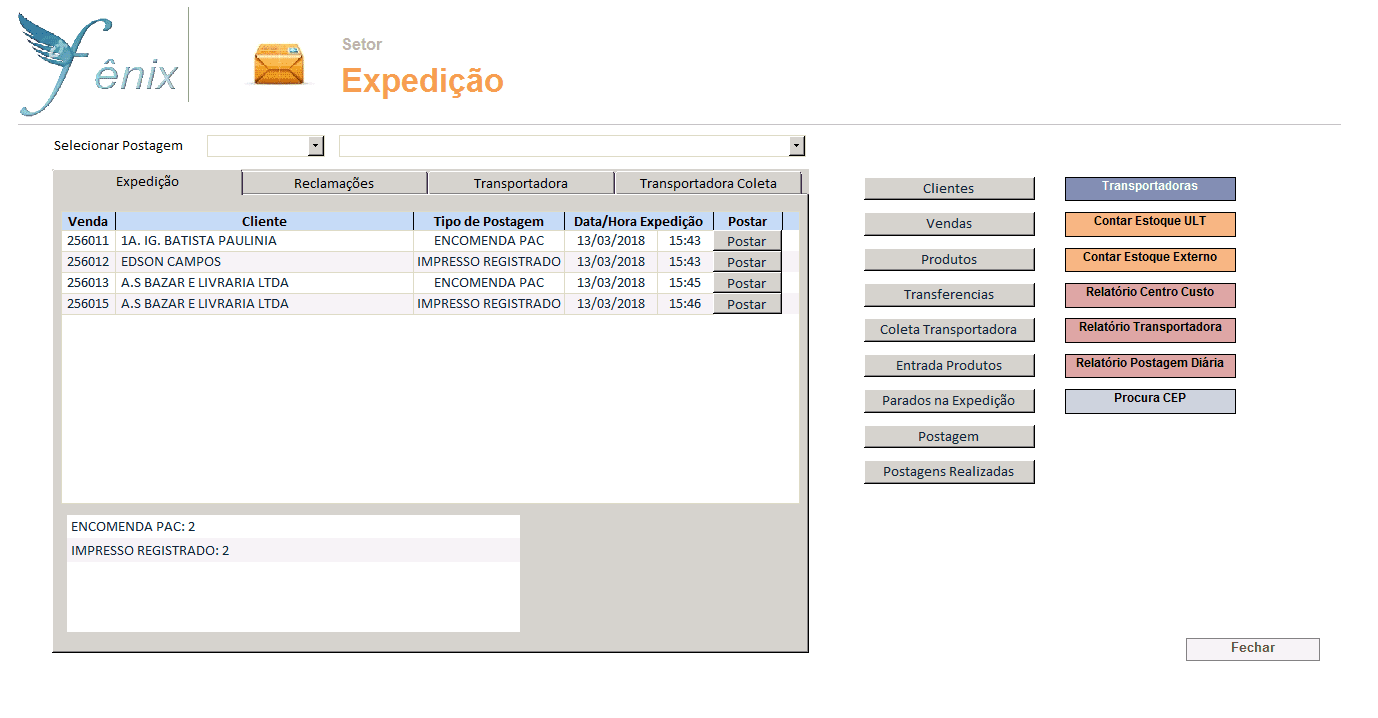 fênix
Setor
Expedição
Selecionar Postagem
Expedição Reclamações Transportadora Transportadora Coleta
Venda Cliente Tipo de Postagem Data/Hora Expedição Postar
256011 1A. IG. BATISTA PAULINIA ENCOMENDA PAC 13/03/2018 15:43 Postar
256012 EDSON CAMPOS IMPRESSO REGISTRADO 13/03/2018 15:43 Postar
256013 A.S BAZAR E LIVRARIA LTDA ENCOMENDA PAC 13/03/2018 15:45 Postar
256015 A.S BAZAR E LIVRARIA LTDA IMPRESSO REGISTRADO 13/03/2018 15:46 Postar
ENCOMENDA PAC: 2
IMPRESSO REGISTRADO: 2
Clientes Transportadoras
Vendas Contar Estoque ULT
Produtos Contar Estoque Externo
Transferencias Relatório Centro Custo
Coleta Transportadora Relatório Transportadora
Entrada Produtos Relatório Postagem Diária
Parados na Expedição Procura CEP
Postagem
Postagens Realizadas
Fechar